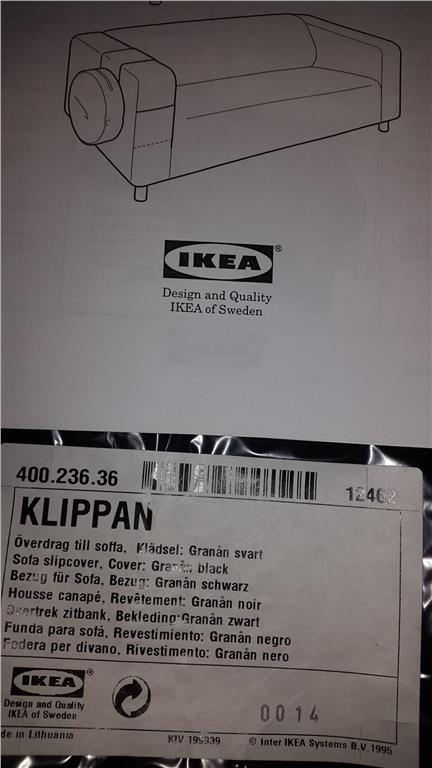 IKEA®
Design and Quality
IKEA of Sweden
400.236.36
12462
KLIPPAN
Överdrag till soffa, Klädsel: Granån svart
Sofa slipcover, Cover: Granån black
Bezug für Sofa, Bezug: Granån schwarz
Housse canapé, Revêtement: Granån noir
Overtrek zitbank, Bekleding:Granån zwart
Funda para sofá, Revestimiento: Granån negro
Fodera per divano, Rivestimento: Granån nero
IKEA®
Design and Quality
IKEA of Sweden
0014
de in Lithuania
KIV 195939
© Inter IKEA Systems B.V.1995